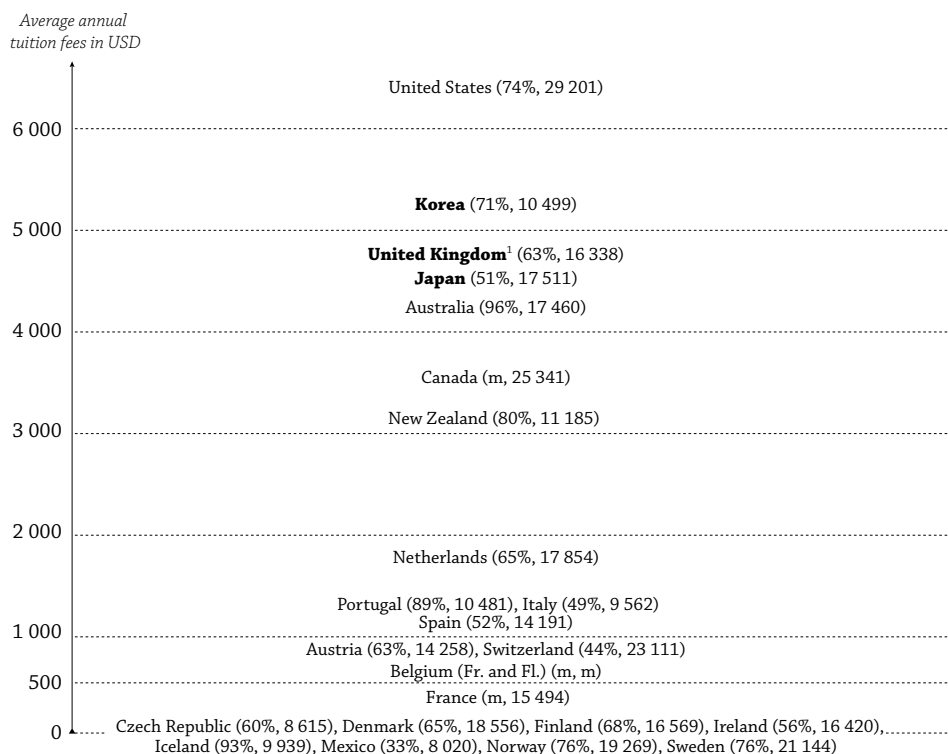 Average annual
tuition fees in USD
United States (74%, 29 201)
6 000
Korea (71%, 10 499)
5 000
United Kingdom1 (63%, 16 338)
Japan (51%, 17 511)
Australia (96%, 17 460)
4 000
Canada (m, 25 341)
New Zealand (80%, 11 185)
3 000
2 000
Netherlands (65%, 17 854)
Portugal (89%, 10 481), Italy (49%, 9 562)
Spain (52%, 14 191)
1 000
Austria (63%, 14 258), Switzerland (44%, 23 111)
Belgium (Fr. and Fl.) (m, m)
500
France (m, 15 494)
Czech Republic (60%, 8 615), Denmark (65%, 18 556), Finland (68%, 16 569), Ireland (56%, 16 420),
0
Iceland (93%, 9 939), Mexico (33%, 8 020), Norway (76%, 19 269), Sweden (76%, 21 144)